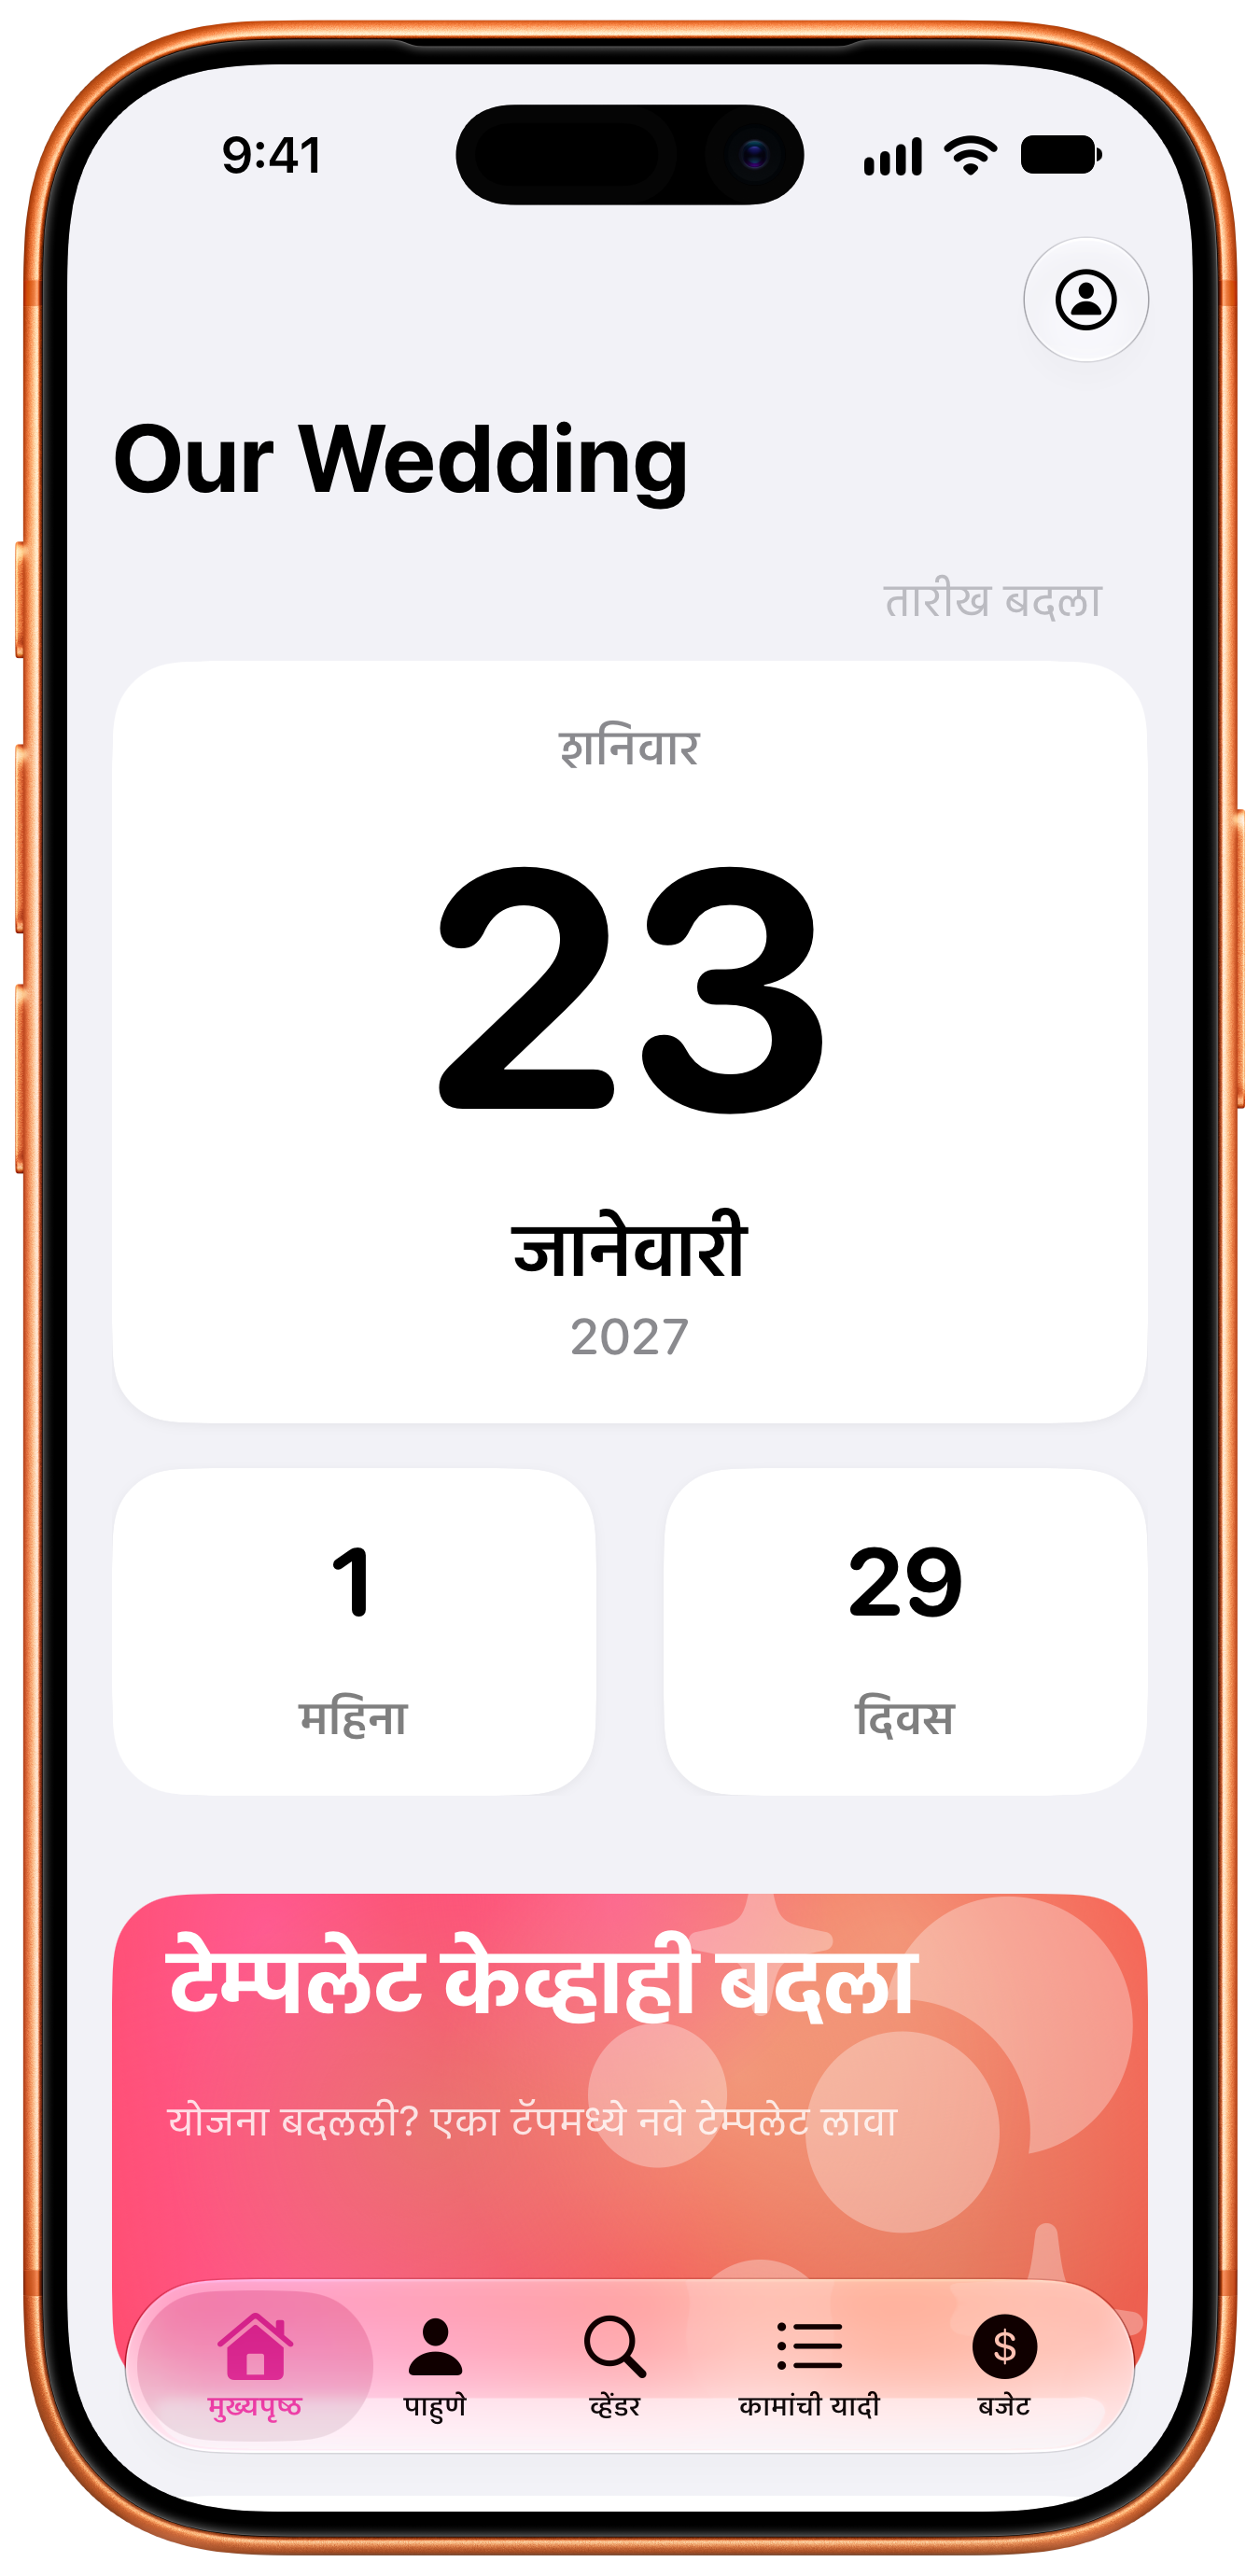 9:41
Our Wedding
तारीख बदला
शनिवार
23
जानेवारी
2027
1
महिना
29
दिवस
टेम्पलेट केव्हाही बदला
योजना बदलली? एका टॅपमध्ये नवे टेम्पलेट लावा
मुख्यपृष्ठ
पाहुणे
व्हेंडर
कामांची यादी
$
बजेट